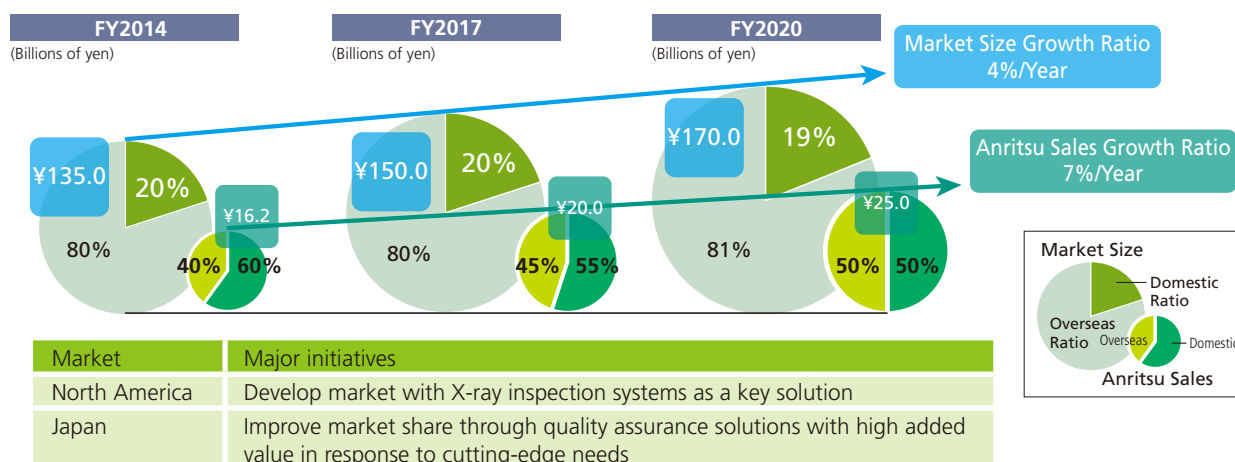 FY2014
(Billions of yen)
FY2017
(Billions of yen)
FY2020
(Billions of yen)
Market Size Growth Ratio
4%/Year
Anritsu Sales Growth Ratio
7%/Year
¥135.0
20%
80%
¥16.2
40%
60%
¥150.0
20%
80%
¥20.0
45%
55%
¥170.0
19%
81%
¥25.0
50%
50%
Market Size
Domestic
Ratio
Overseas
Ratio
Overseas
Domestic
Anritsu Sales
Market Major initiatives
North America Develop market with X-ray inspection systems as a key solution
Japan Improve market share through quality assurance solutions with high added
value in response to cutting-edge needs